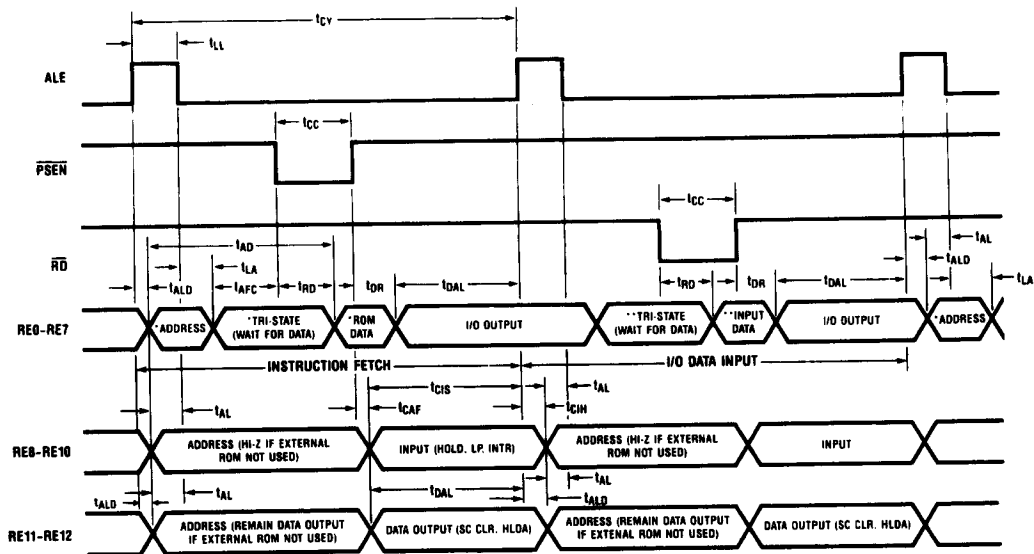 tCY
tLL
ALE
tCC
PSEN
tCC
RD
tAD
tAL
tLA
tALD
tALD
tAFC
tRD
tDR
tDAL
tRD
tDR
tDAL
tLA
RE0-RE7
*ADDRESS
*TRI-STATE
(WAIT FOR DATA)
*ROM
DATA
I/O OUTPUT
**TRI-STATE
(WAIT FOR DATA)
**INPUT
DATA
I/O OUTPUT
*ADDRESS
INSTRUCTION FETCH
I/O DATA INPUT
tCIS
tAL
tAL
tCAF
tCIH
RE8-RE10
ADDRESS (HI-Z IF EXTERNAL
ROM NOT USED)
INPUT (HOLD. LP. INTR)
ADDRESS (HI-Z IF EXTERNAL
ROM NOT USED)
INPUT
tALD
tAL
tDAL
tAL
tALD
RE11-RE12
ADDRESS (REMAIN DATA OUTPUT
IF EXTENAL ROM NOT USED)
DATA OUTPUT (SC CLR. HLDA)
ADDRESS (REMAIN DATA OUTPUT
IF EXTENAL ROM NOT USED)
DATA OUTPUT (SC CLR. HLDA)